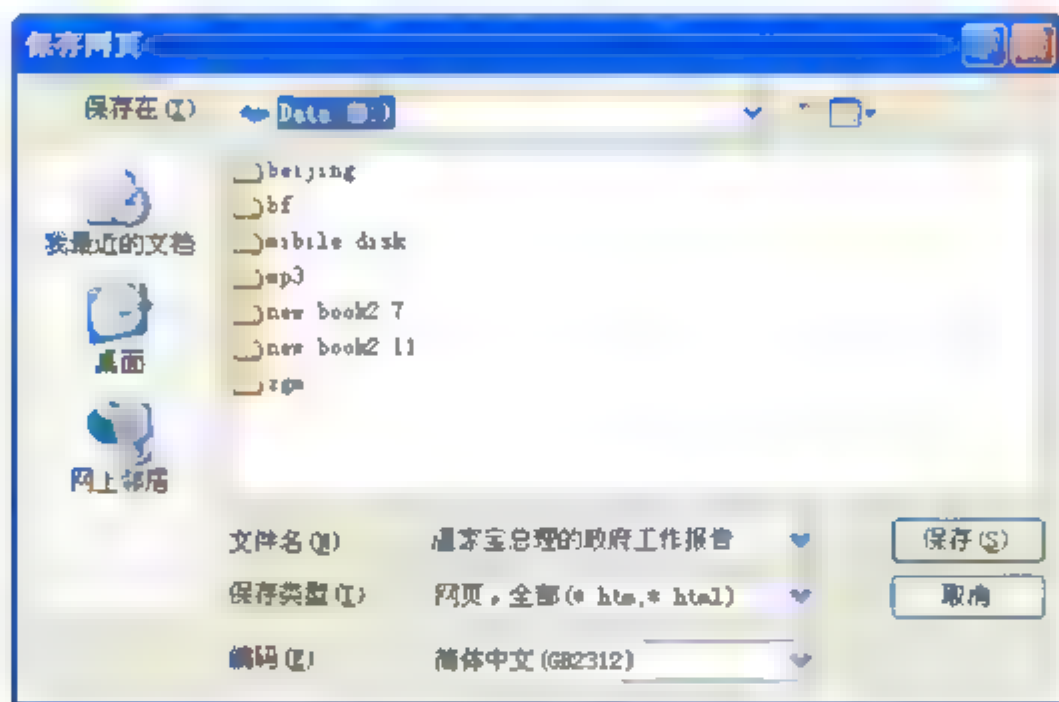 保存网页
保存在(I)
Data
beijing
bf
mibile disk
mp3
new book2 7
new book2 11
我最近的文档
桌面
网上邻居
文件名(N)
温家宝总理的政府工作报告
保存(S)
保存类型(T)
网页，全部(* htm,* html)
取消
编码(E)
简体中文(GB2312)